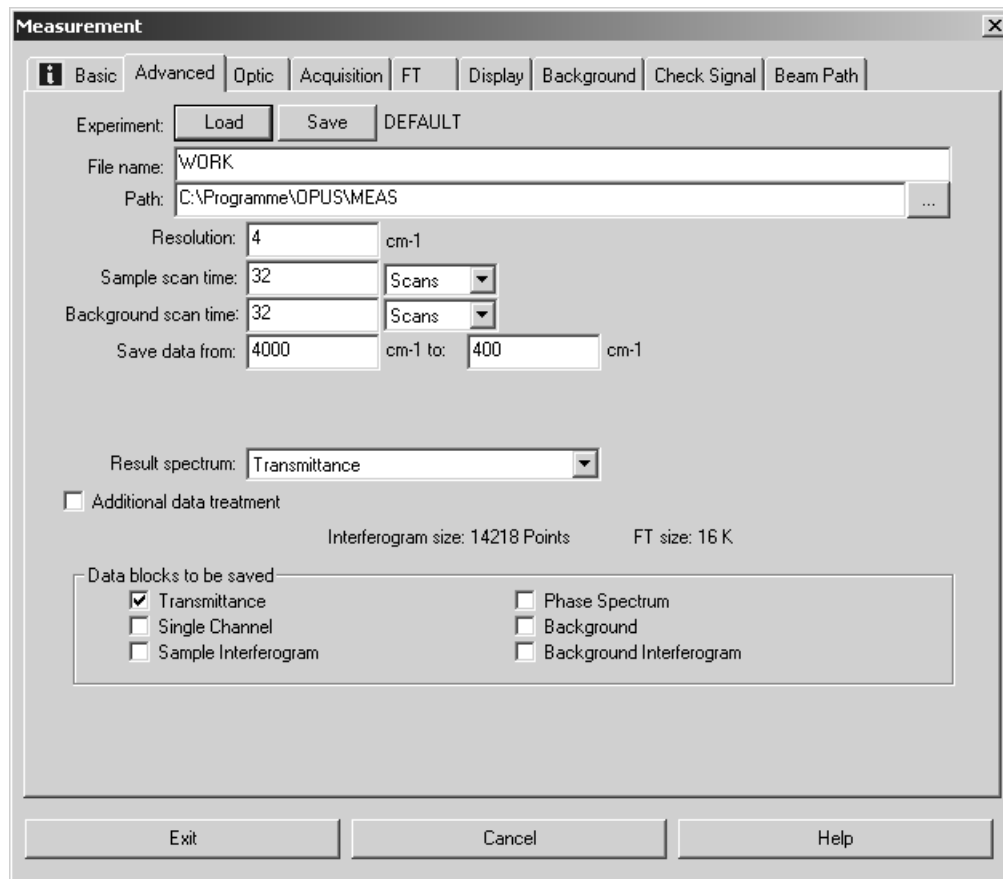 Measurement
i Basic Advanced Optic Acquisition FT Display Background Check Signal Beam Path
Experiment: Load Save DEFAULT
File name: WORK
Path: C:\Programme\OPUS\MEAS ...
Resolution: 4 cm-1
Sample scan time: 32 Scans
Background scan time: 32 Scans
Save data from: 4000 cm-1 to: 400 cm-1
Result spectrum: Transmittance
Additional data treatment
Interferogram size: 14218 Points FT size: 16 K
Data blocks to be saved
Transmittance Phase Spectrum
Single Channel Background
Sample Interferogram Background Interferogram
Exit Cancel Help